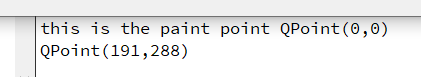 this is the paint point QPoint(0,0)
QPoint(191,288)